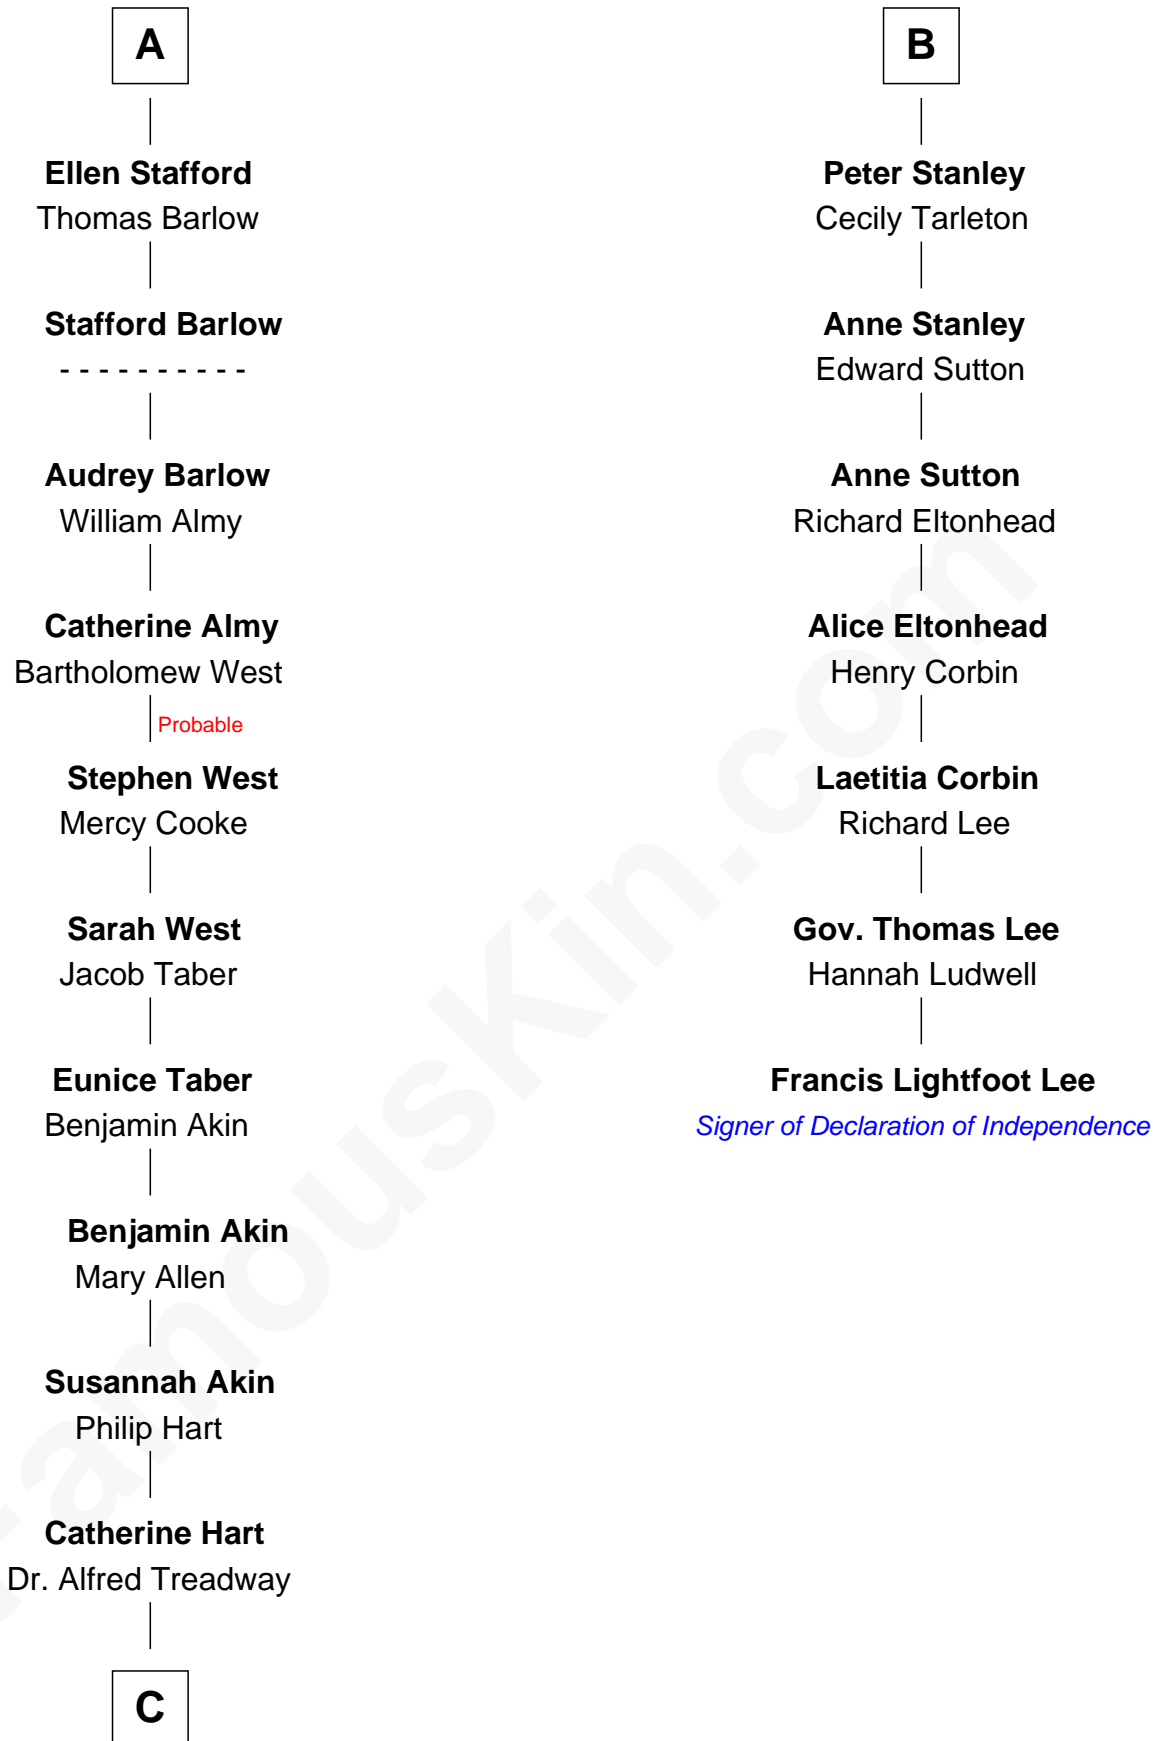 A
Ellen Stafford
Thomas Barlow
Stafford Barlow
- - - - - - - - - -
Audrey Barlow
William Almy
Catherine Almy
Bartholomew West
Probable
Stephen West
Mercy Cooke
Sarah West
Jacob Taber
Eunice Taber
Benjamin Akin
Benjamin Akin
Mary Allen
Susannah Akin
Philip Hart
Catherine Hart
Dr. Alfred Treadway
C
B
Peter Stanley
Cecily Tarleton
Anne Stanley
Edward Sutton
Anne Sutton
Richard Eltonhead
Alice Eltonhead
Henry Corbin
Laetitia Corbin
Richard Lee
Gov. Thomas Lee
Hannah Ludwell
Francis Lightfoot Lee
Signer of Declaration of Independence
FamousKin.com